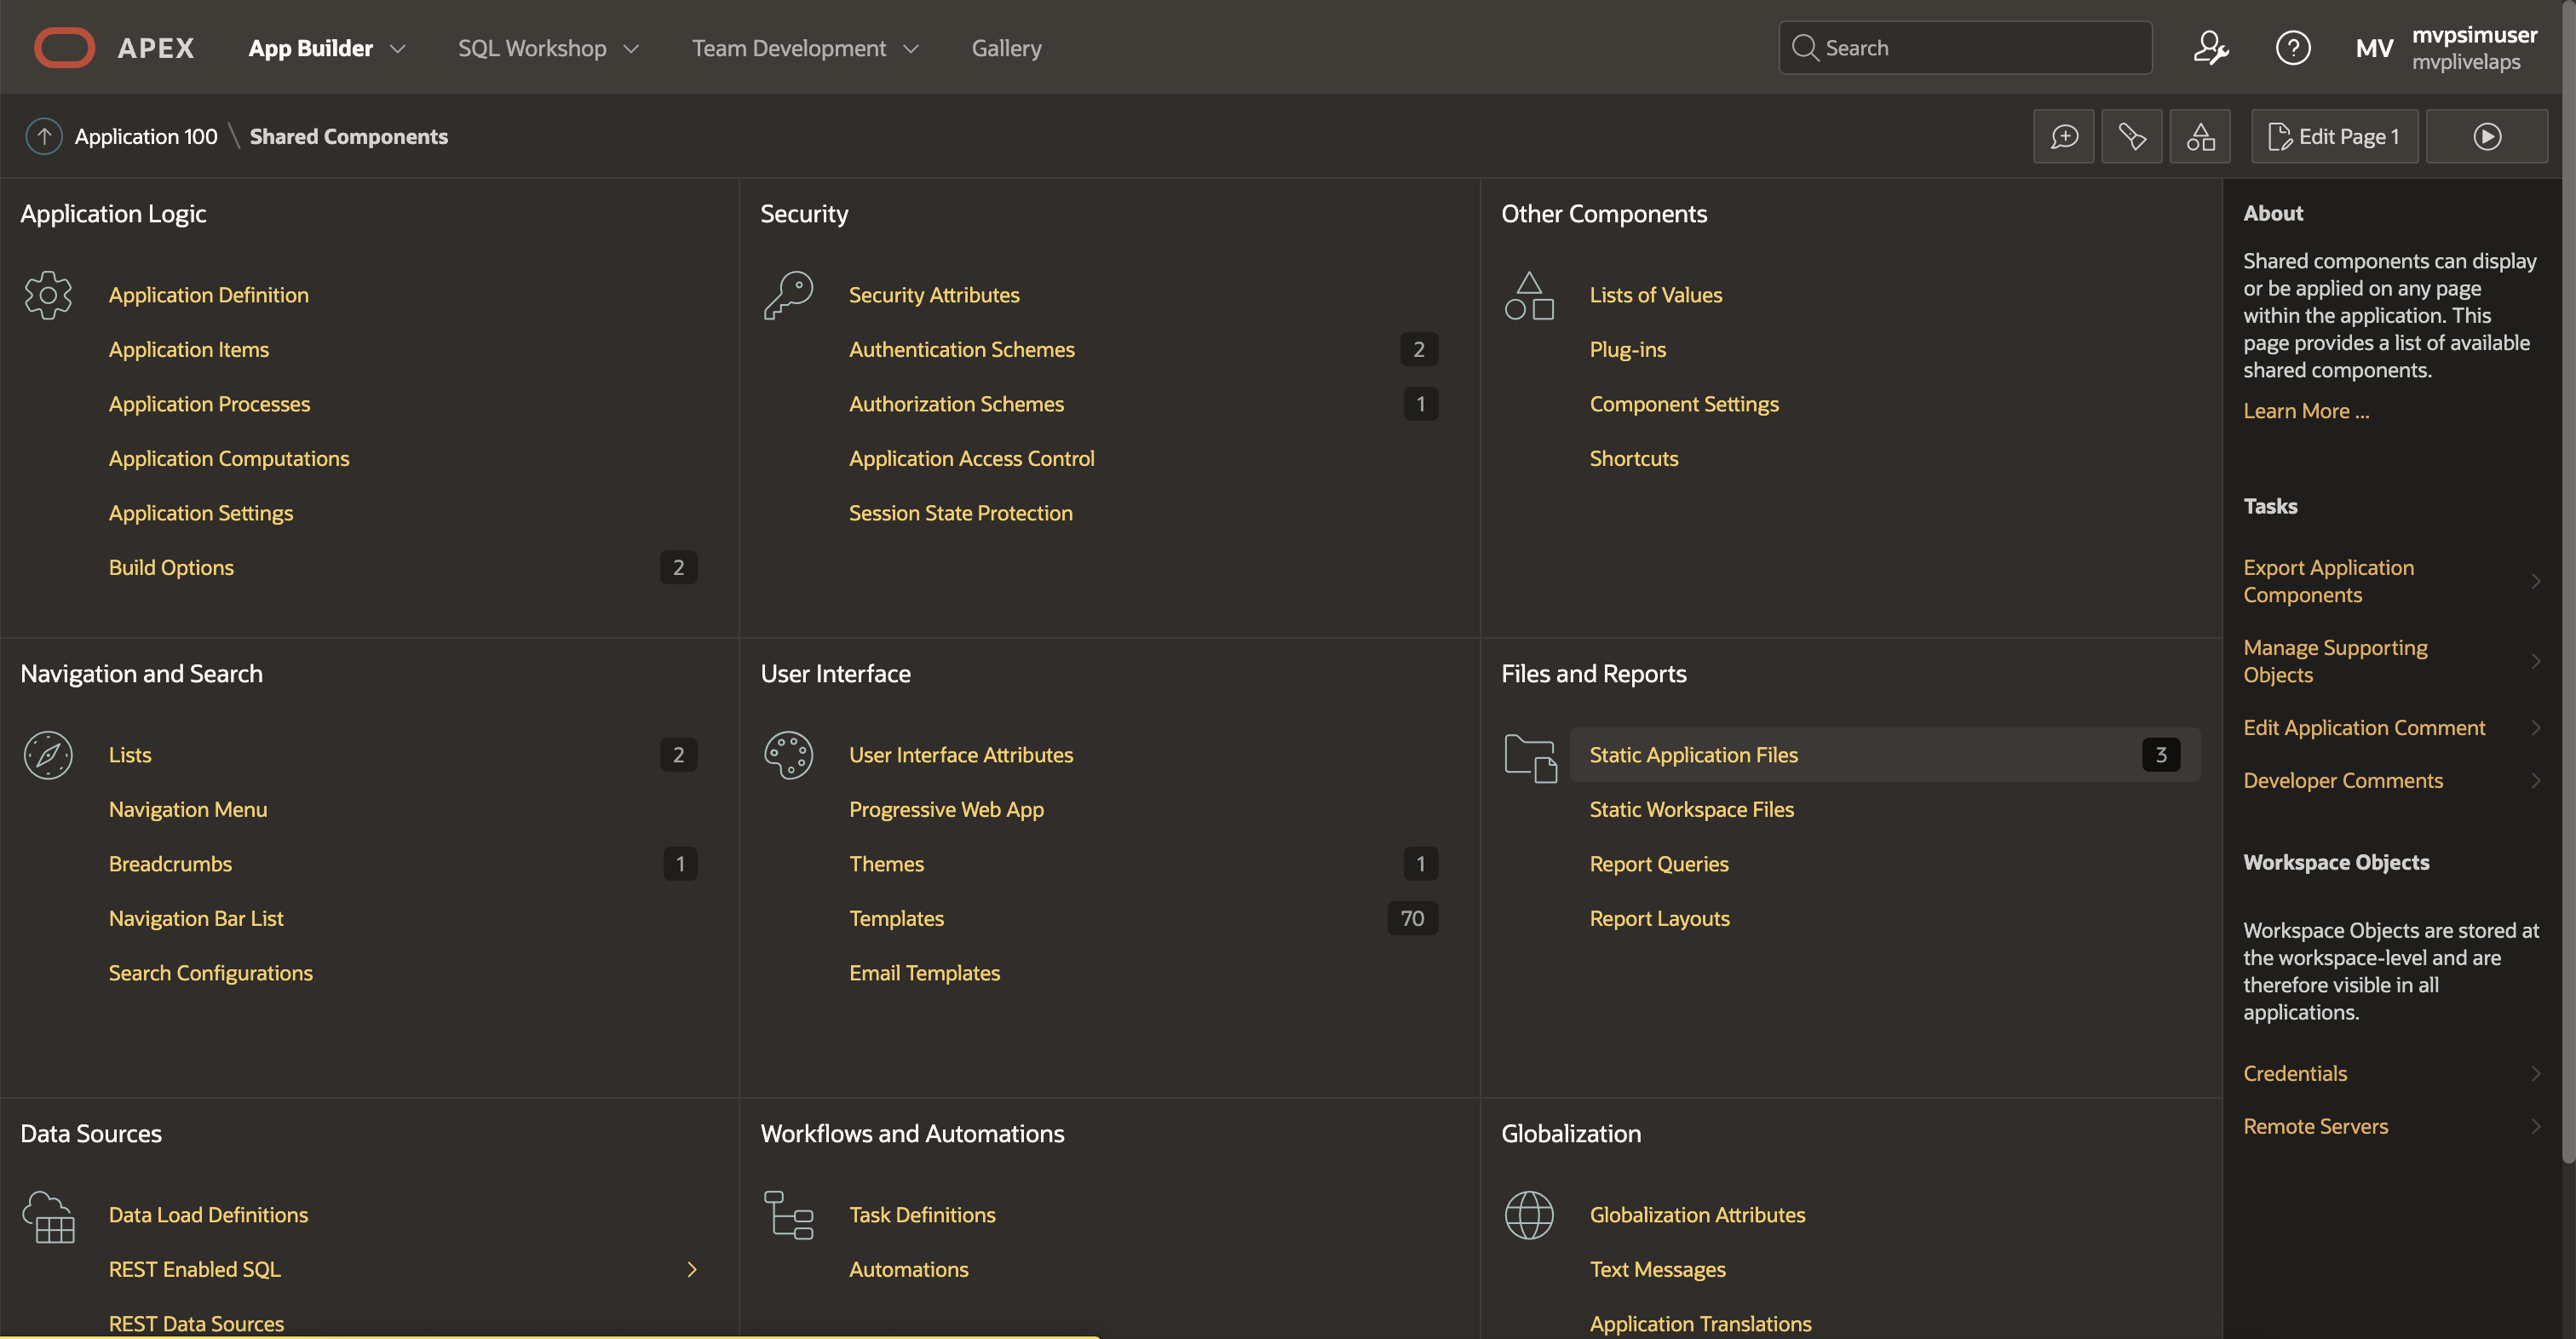 APEX
App Builder
SQL Workshop
Team Development
Gallery
Search
MV
mvpsimuser
mvplivelaps
Application 100 \ Shared Components
Edit Page 1
Application Logic
Application Definition
Application Items
Application Processes
Application Computations
Application Settings
Build Options 2
Security
Security Attributes
Authentication Schemes 2
Authorization Schemes 1
Application Access Control
Session State Protection
Other Components
Lists of Values
Plug-ins
Component Settings
Shortcuts
Navigation and Search
Lists 2
Navigation Menu
Breadcrumbs 1
Navigation Bar List
Search Configurations
User Interface
User Interface Attributes
Progressive Web App
Themes 1
Templates 70
Email Templates
Files and Reports
Static Application Files 3
Static Workspace Files
Report Queries
Report Layouts
Data Sources
Data Load Definitions
REST Enabled SQL
REST Data Sources
Workflows and Automations
Task Definitions
Automations
Globalization
Globalization Attributes
Text Messages
Application Translations
About
Shared components can display
or be applied on any page
within the application. This
page provides a list of available
shared components.
Learn More ...
Tasks
Export Application
Components
Manage Supporting
Objects
Edit Application Comment
Developer Comments
Workspace Objects
Workspace Objects are stored at
the workspace-level and are
therefore visible in all
applications.
Credentials
Remote Servers